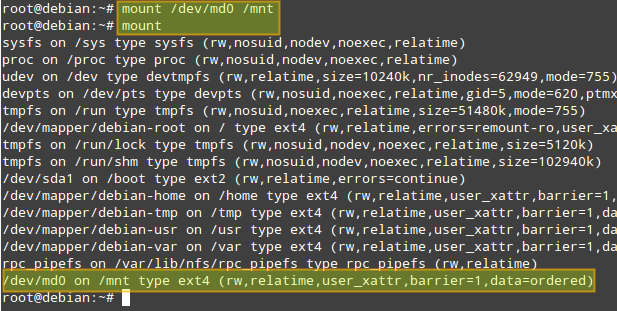 root@debian:~# mount /dev/md0 /mnt
root@debian:~# mount
sysfs on /sys type sysfs (rw,nosuid,nodev,noexec,relatime)
proc on /proc type proc (rw,nosuid,nodev,noexec,relatime)
udev on /dev type devtmpfs (rw,relatime,size=10240k,nr_inodes=62949,mode=755)
devpts on /dev/pts type devpts (rw,nosuid,noexec,relatime,gid=5,mode=620,ptmx
tmpfs on /run type tmpfs (rw,nosuid,noexec,relatime,size=51480k,mode=755)
/dev/mapper/debian-root on / type ext4 (rw,relatime,errors=remount-ro,user_xa
tmpfs on /run/lock type tmpfs (rw,nosuid,nodev,noexec,relatime,size=5120k)
tmpfs on /run/shm type tmpfs (rw,nosuid,nodev,noexec,relatime,size=102940k)
/dev/sda1 on /boot type ext2 (rw,relatime,errors=continue)
/dev/mapper/debian-home on /home type ext4 (rw,relatime,user_xattr,barrier=1,
/dev/mapper/debian-tmp on /tmp type ext4 (rw,relatime,user_xattr,barrier=1,da
/dev/mapper/debian-usr on /usr type ext4 (rw,relatime,user_xattr,barrier=1,da
/dev/mapper/debian-var on /var type ext4 (rw,relatime,user_xattr,barrier=1,da
rpc_pipefs on /var/lib/nfs/rpc_pipefs type rpc_pipefs (rw,relatime)
/dev/md0 on /mnt type ext4 (rw,relatime,user_xattr,barrier=1,data=ordered)
root@debian:~#